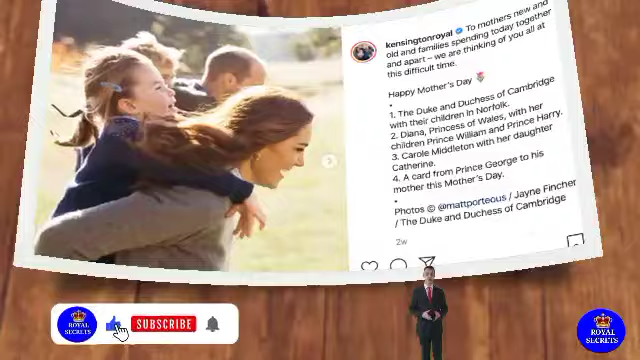 kensingtonroyal To mothers new and
old and families spending today together
and apart – we are thinking of you all at
this difficult time.
Happy Mother's Day
•
1. The Duke and Duchess of Cambridge
with their children in Norfolk.
2. Diana, Princess of Wales, with her
children Prince William and Prince Harry.
3. Carole Middleton with her daughter
Catherine.
4. A card from Prince George to his
mother this Mother's Day.
•
Photos © @mattporteous / Jayne Fincher
/ The Duke and Duchess of Cambridge
2w
ROYAL
SECRETS
SUBSCRIBE
ROYAL
SECRETS